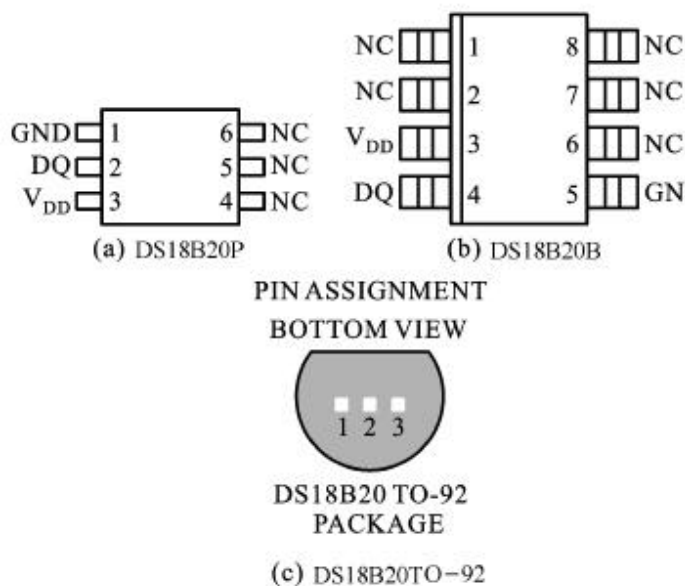 NC 1 8 NC
NC 2 7 NC
V_DD 3 6 NC
DQ 4 5 GN
(b) DS18B20B
GND 1 6 NC
DQ 2 5 NC
V_DD 3 4 NC
(a) DS18B20P
PIN ASSIGNMENT
BOTTOM VIEW
1 2 3
DS18B20 TO-92
PACKAGE
(c) DS18B20TO-92